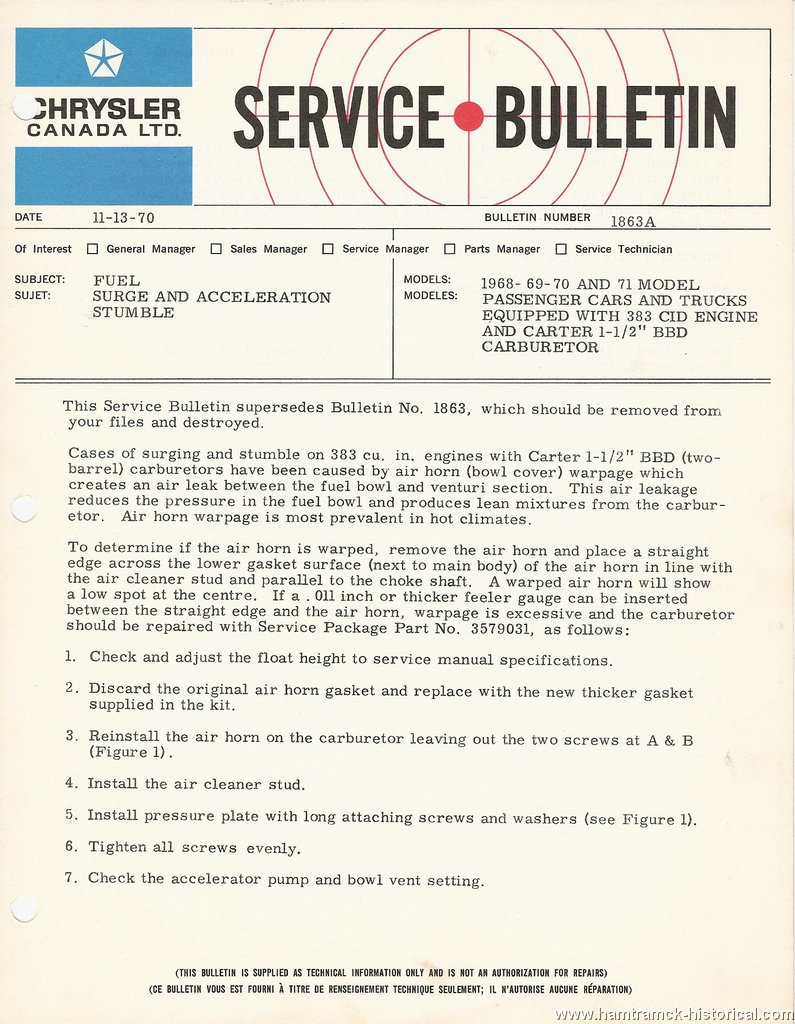 CHRYSLER
CANADA LTD.
SERVICE BULLETIN
DATE 11-13-70 BULLETIN NUMBER 1863A
Of Interest General Manager Sales Manager Service Manager Parts Manager Service Technician
SUBJECT: FUEL
SUJET: SURGE AND ACCELERATION
STUMBLE
MODELS: 1968-69-70 AND 71 MODEL
MODELES: PASSENGER CARS AND TRUCKS
EQUIPPED WITH 383 CID ENGINE
AND CARTER 1-1/2" BBD
CARBURETOR
This Service Bulletin supersedes Bulletin No. 1863, which should be removed from
your files and destroyed.
Cases of surging and stumble on 383 cu. in. engines with Carter 1-1/2" BBD (two-
barrel) carburetors have been caused by air horn (bowl cover) warpage which
creates an air leak between the fuel bowl and venturi section. This air leakage
reduces the pressure in the fuel bowl and produces lean mixtures from the carbur-
etor. Air horn warpage is most prevalent in hot climates.
To determine if the air horn is warped, remove the air horn and place a straight
edge across the lower gasket surface (next to main body) of the air horn in line with
the air cleaner stud and parallel to the choke shaft. A warped air horn will show
a low spot at the centre. If a .011 inch or thicker feeler gauge can be inserted
between the straight edge and the air horn, warpage is excessive and the carburetor
should be repaired with Service Package Part No. 3579031, as follows:
1. Check and adjust the float height to service manual specifications.
2. Discard the original air horn gasket and replace with the new thicker gasket
supplied in the kit.
3. Reinstall the air horn on the carburetor leaving out the two screws at A & B
(Figure 1).
4. Install the air cleaner stud.
5. Install pressure plate with long attaching screws and washers (see Figure 1).
6. Tighten all screws evenly.
7. Check the accelerator pump and bowl vent setting.
(THIS BULLETIN IS SUPPLIED AS TECHNICAL INFORMATION ONLY AND IS NOT AN AUTHORIZATION FOR REPAIRS)
(CE BULLETIN VOUS EST FOURNI À TITRE DE RENSEIGNEMENT TECHNIQUE SEULEMENT; IL N'AUTORISE AUCUNE RÉPARATION)
www.hamtramck-historical.com